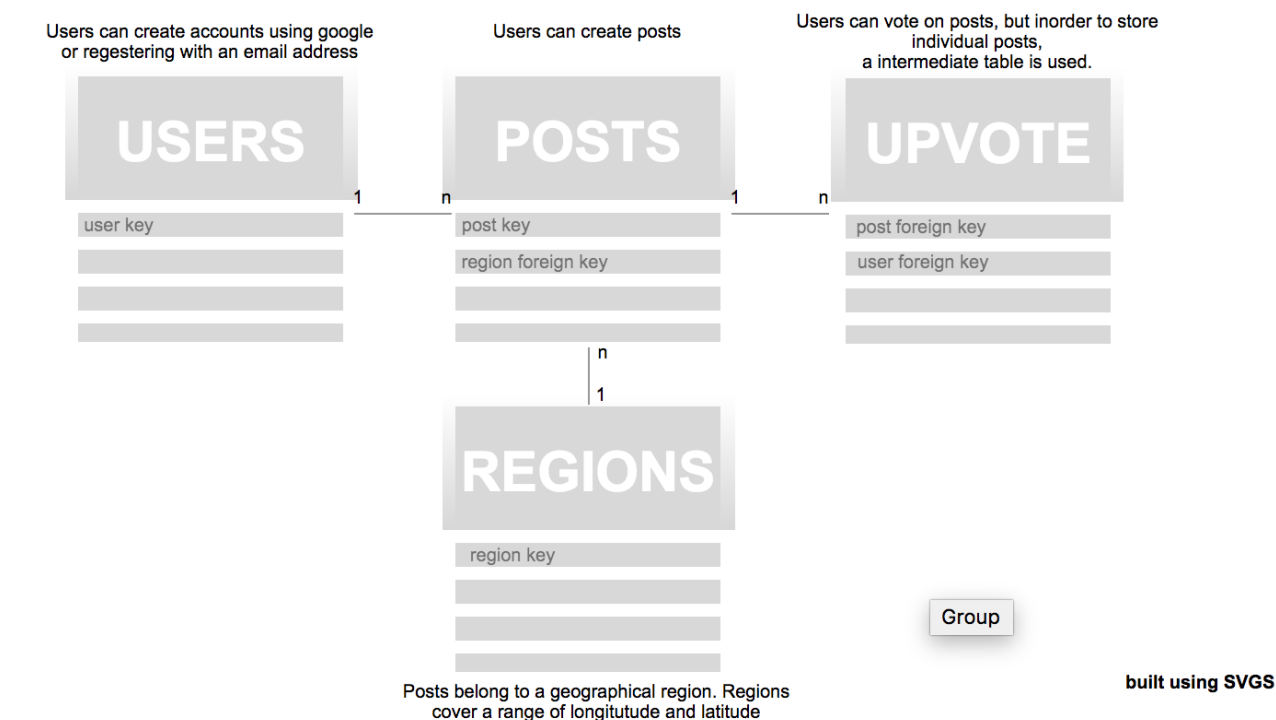 Users can create accounts using google
or regestering with an email address
Users can create posts
Users can vote on posts, but inorder to store
individual posts,
a intermediate table is used.
USERS
POSTS
UPVOTE
1
n
1
n
user key
post key
region foreign key
post foreign key
user foreign key
n
1
REGIONS
region key
Group
built using SVGS
Posts belong to a geographical region. Regions
cover a range of longitutude and latitude